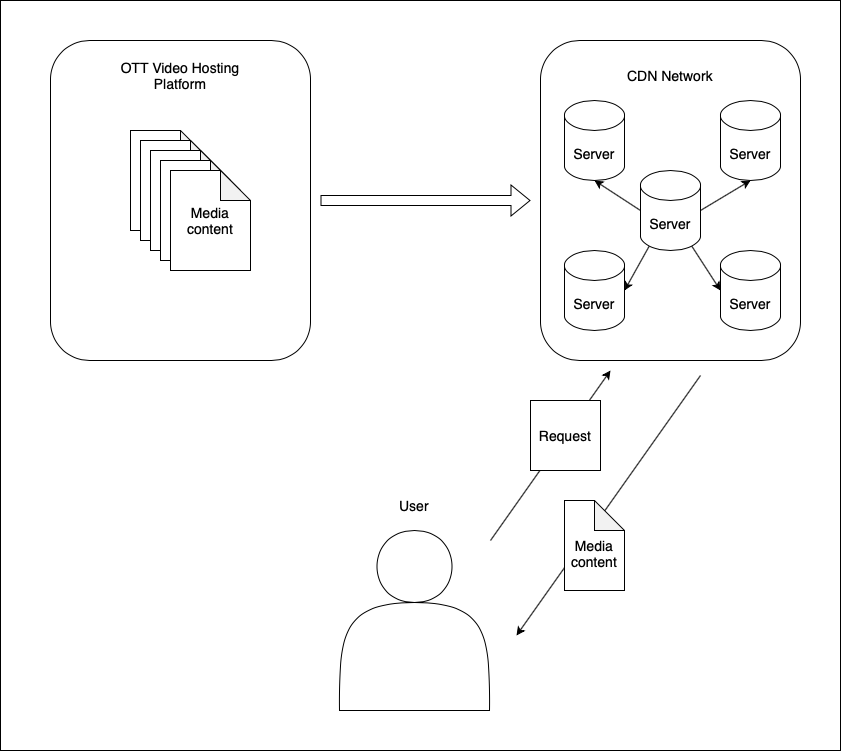 OTT Video Hosting
Platform
Media
content
CDN Network
Server
Server
Server
Server
Server
Request
User
Media
content